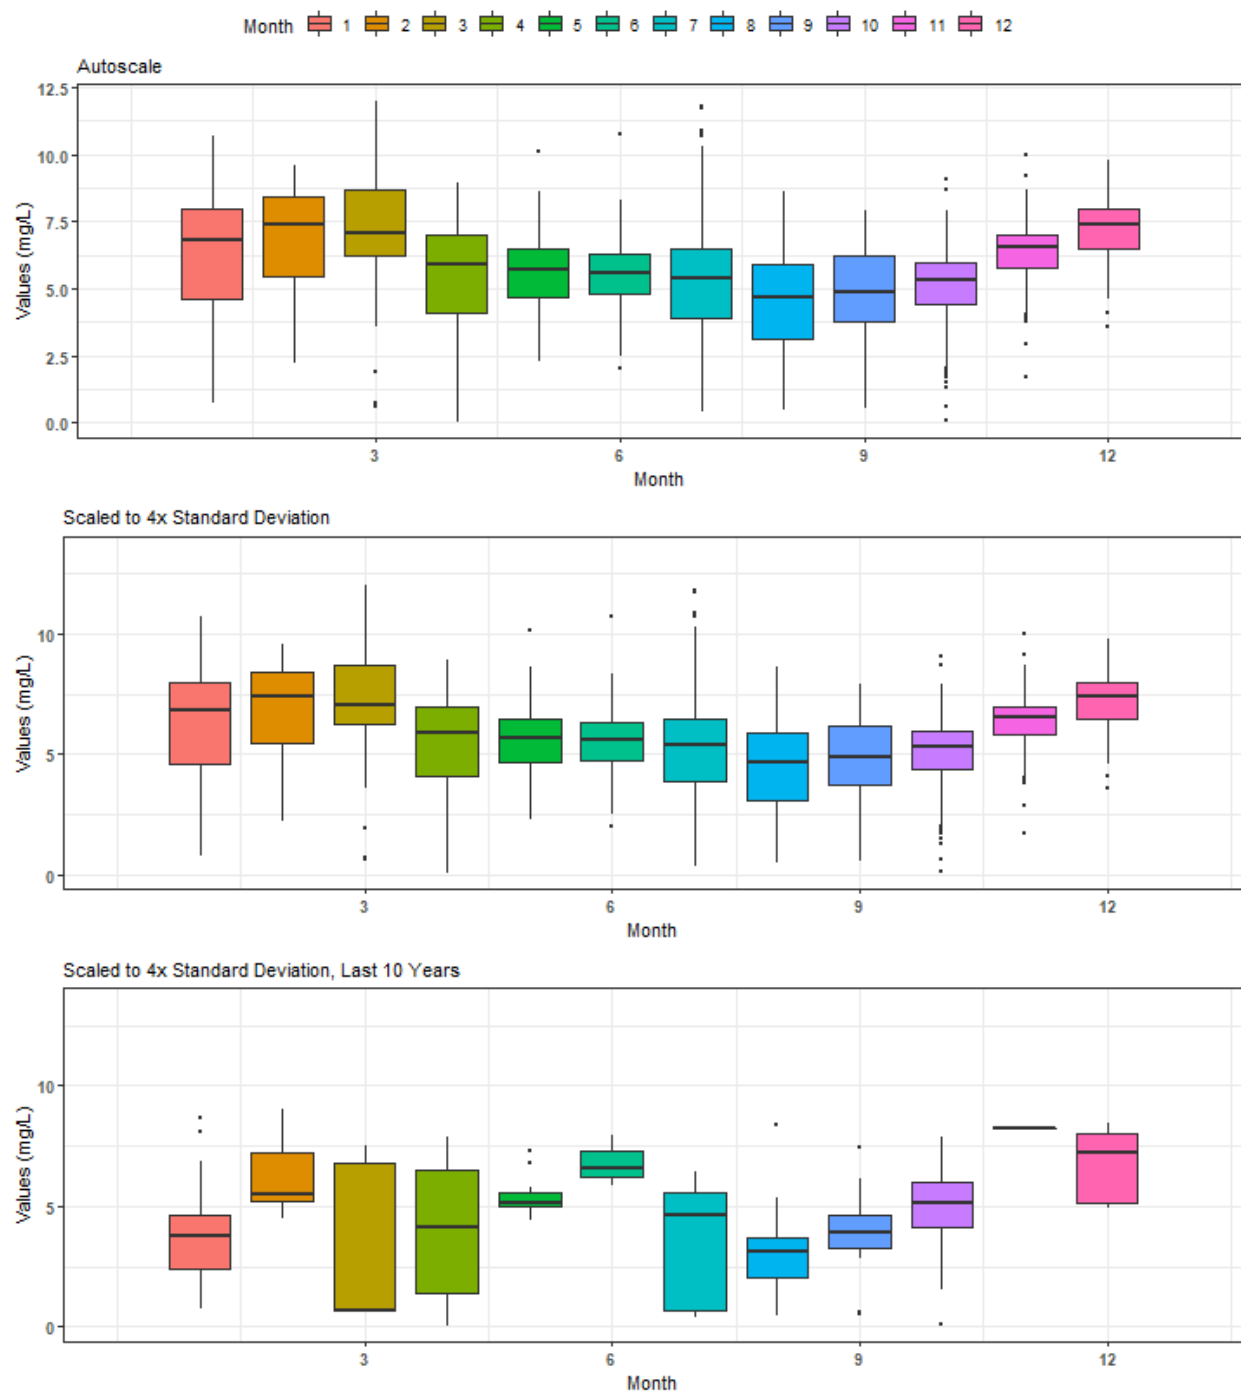 Month 1 2 3 4 5 6 7 8 9 10 11 12
Autoscale
Values (mg/L)
12.5
10.0
7.5
5.0
2.5
0.0
3 6 9 12
Month
Scaled to 4x Standard Deviation
Values (mg/L)
10
5
0
3 6 9 12
Month
Scaled to 4x Standard Deviation, Last 10 Years
Values (mg/L)
10
5
0
3 6 9 12
Month